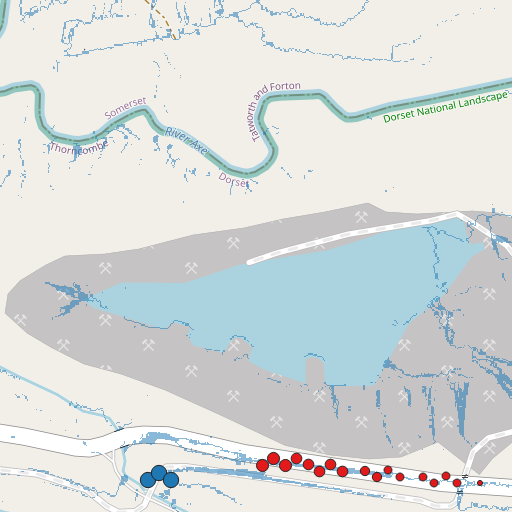 Tatworth and Forton
Dorset National Landscape
Somerset
River Axe
Thorncombe
Dorset